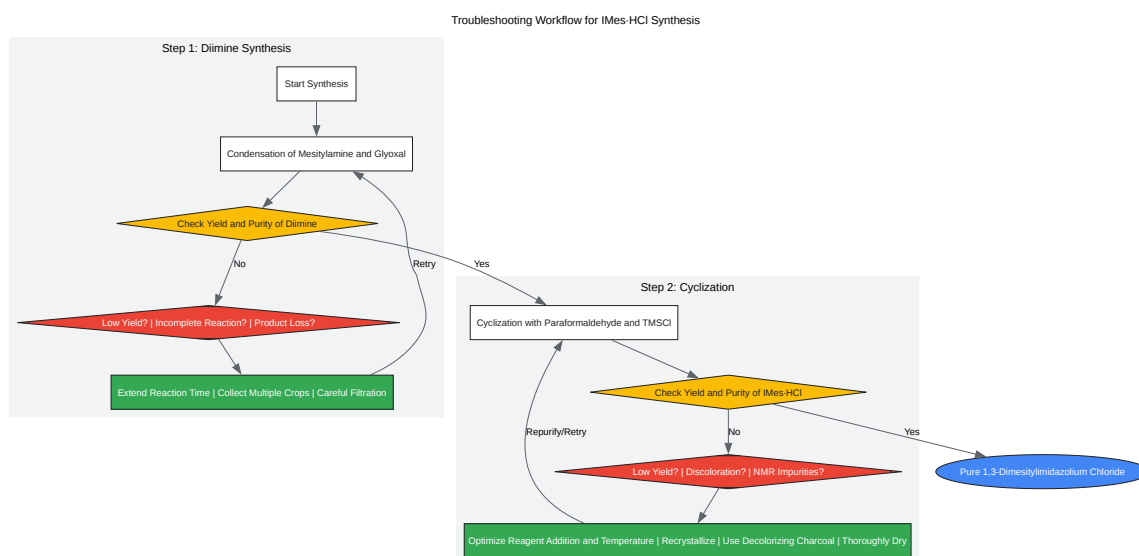 Troubleshooting Workflow for IMes·HCl Synthesis
Step 1: Diimine Synthesis
Start Synthesis
Condensation of Mesitylamine and Glyoxal
Check Yield and Purity of Diimine
No
Retry
Yes
Low Yield? | Incomplete Reaction? | Product Loss?
Extend Reaction Time | Collect Multiple Crops | Careful Filtration
Step 2: Cyclization
Cyclization with Paraformaldehyde and TMSCl
Check Yield and Purity of IMes·HCl
Repurify/Retry
No
Yes
Low Yield? | Discoloration? | NMR Impurities?
Pure 1,3-Dimesitylimidazolium Chloride
Optimize Reagent Addition and Temperature | Recrystallize | Use Decolorizing Charcoal | Thoroughly Dry